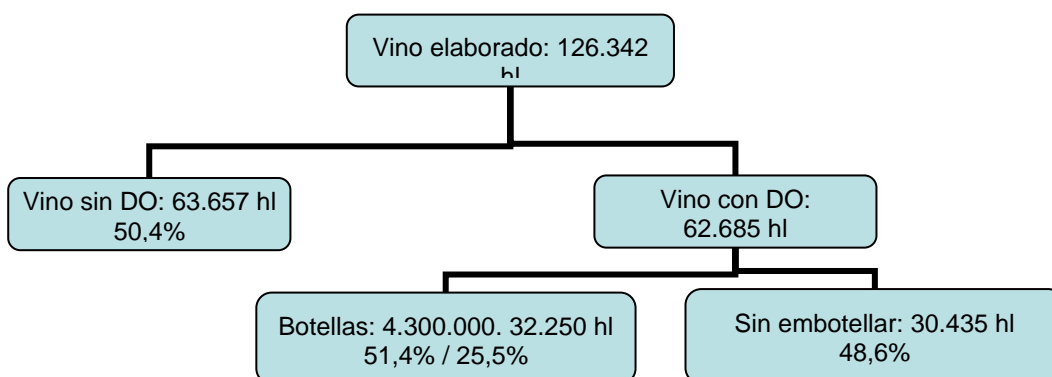 Vino elaborado: 126.342
hl
Vino sin DO: 63.657 hl
50,4%
Vino con DO:
62.685 hl
Botellas: 4.300.000. 32.250 hl
51,4% / 25,5%
Sin embotellar: 30.435 hl
48,6%